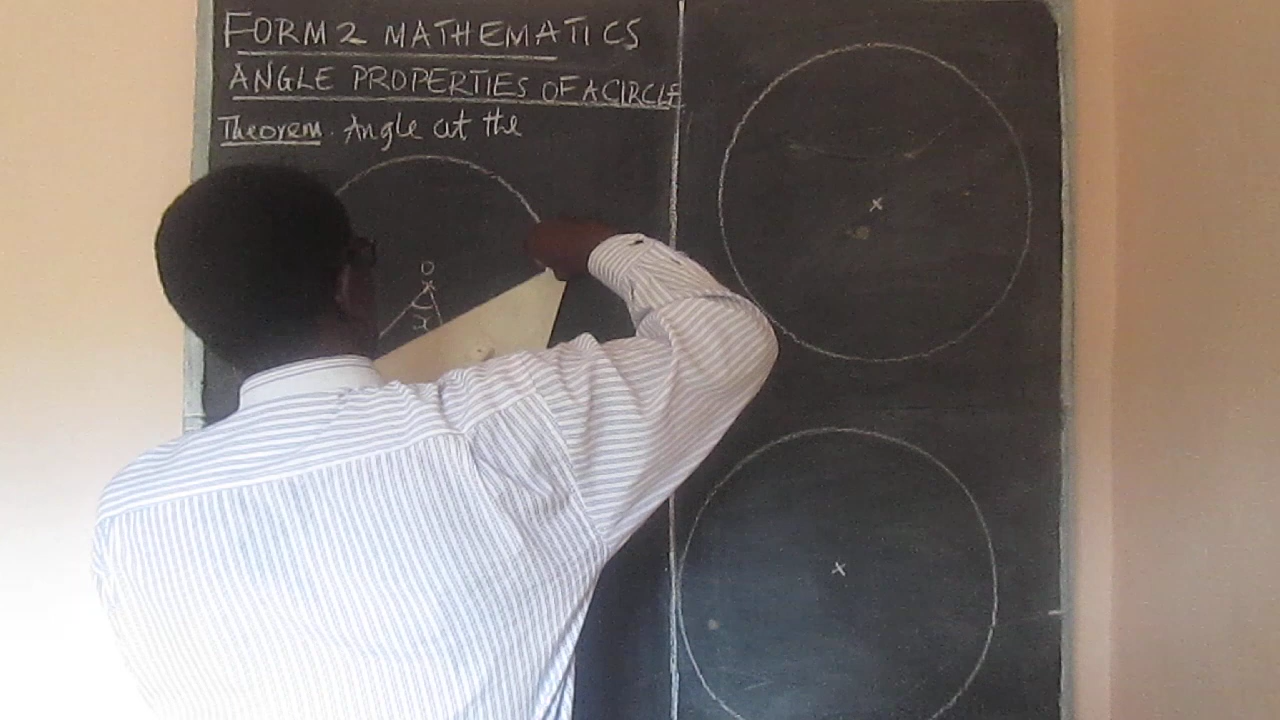 FORM 2 MATHEMATICS
ANGLE PROPERTIES OF A CIRCLE
Theorem. Angle at the
O
x